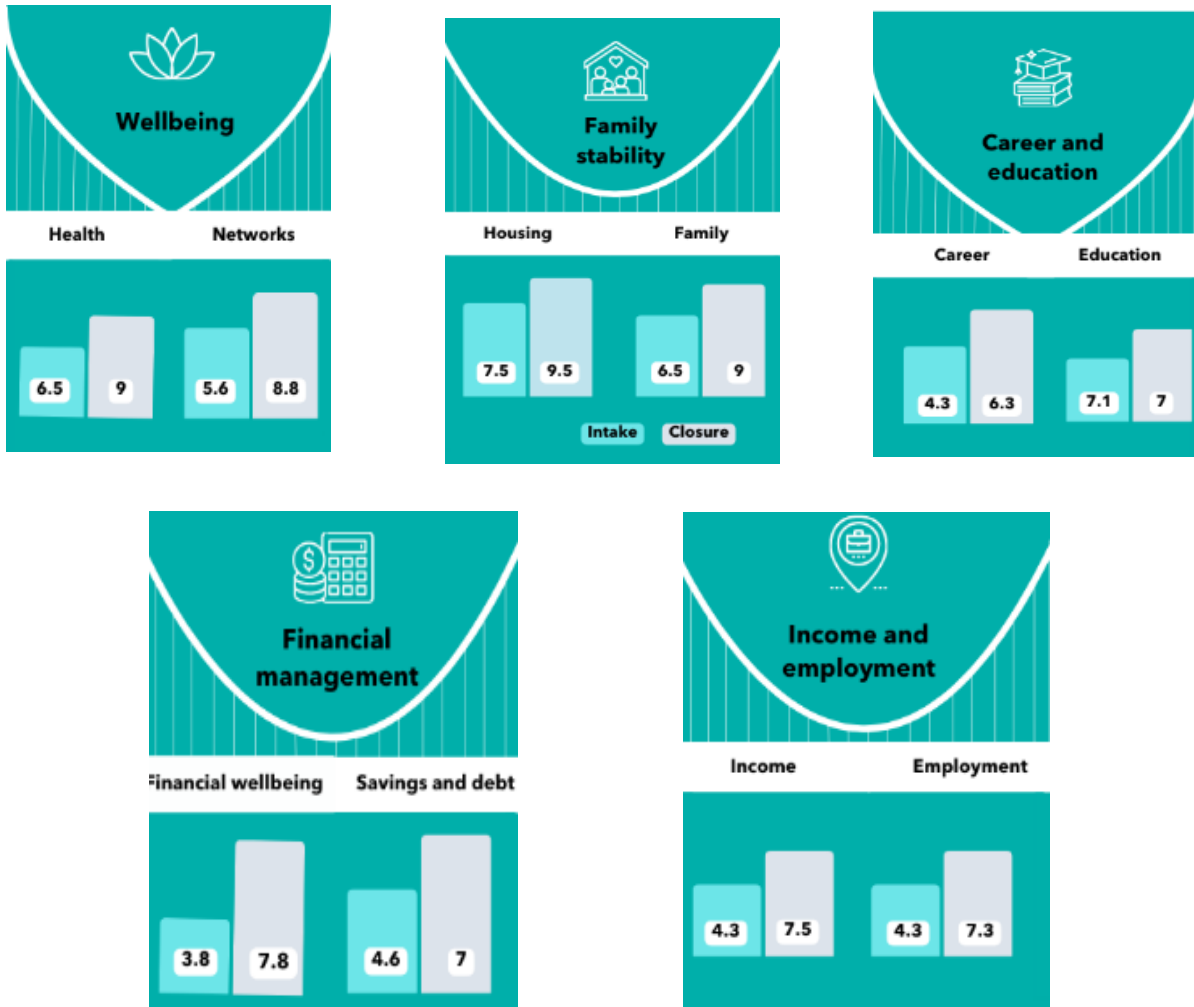 Wellbeing
Health Networks
6.5 9 5.6 8.8
Family
stability
Housing Family
7.5 9.5 6.5 9
Intake Closure
Career and
education
Career Education
4.3 6.3 7.1 7
Financial
management
Financial wellbeing Savings and debt
3.8 7.8 4.6 7
Income and
employment
Income Employment
4.3 7.5 4.3 7.3